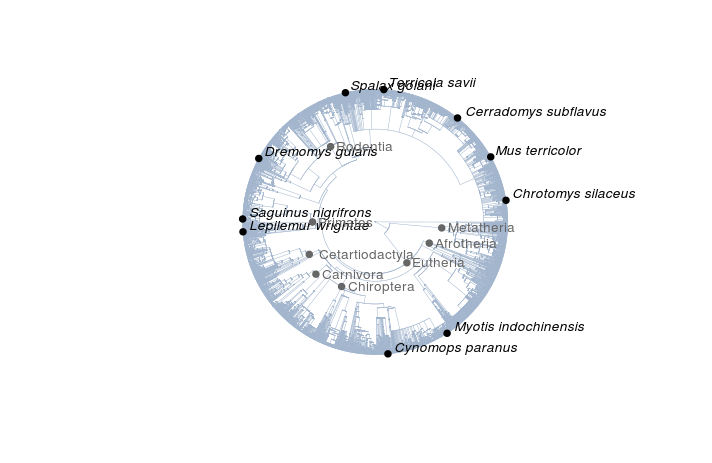 Terricola savii
Spalax golani
Cerradomys subflavus
Rodentia
Mus terricolor
Dremomys gularis
Chrotomys silaceus
Saguinus nigrifrons
Primates
Lepilemur wrightae
Metatheria
Afrotheria
Cetartiodactyla
Eutheria
Carnivora
Chiroptera
Myotis indochinensis
Cynomops paranus